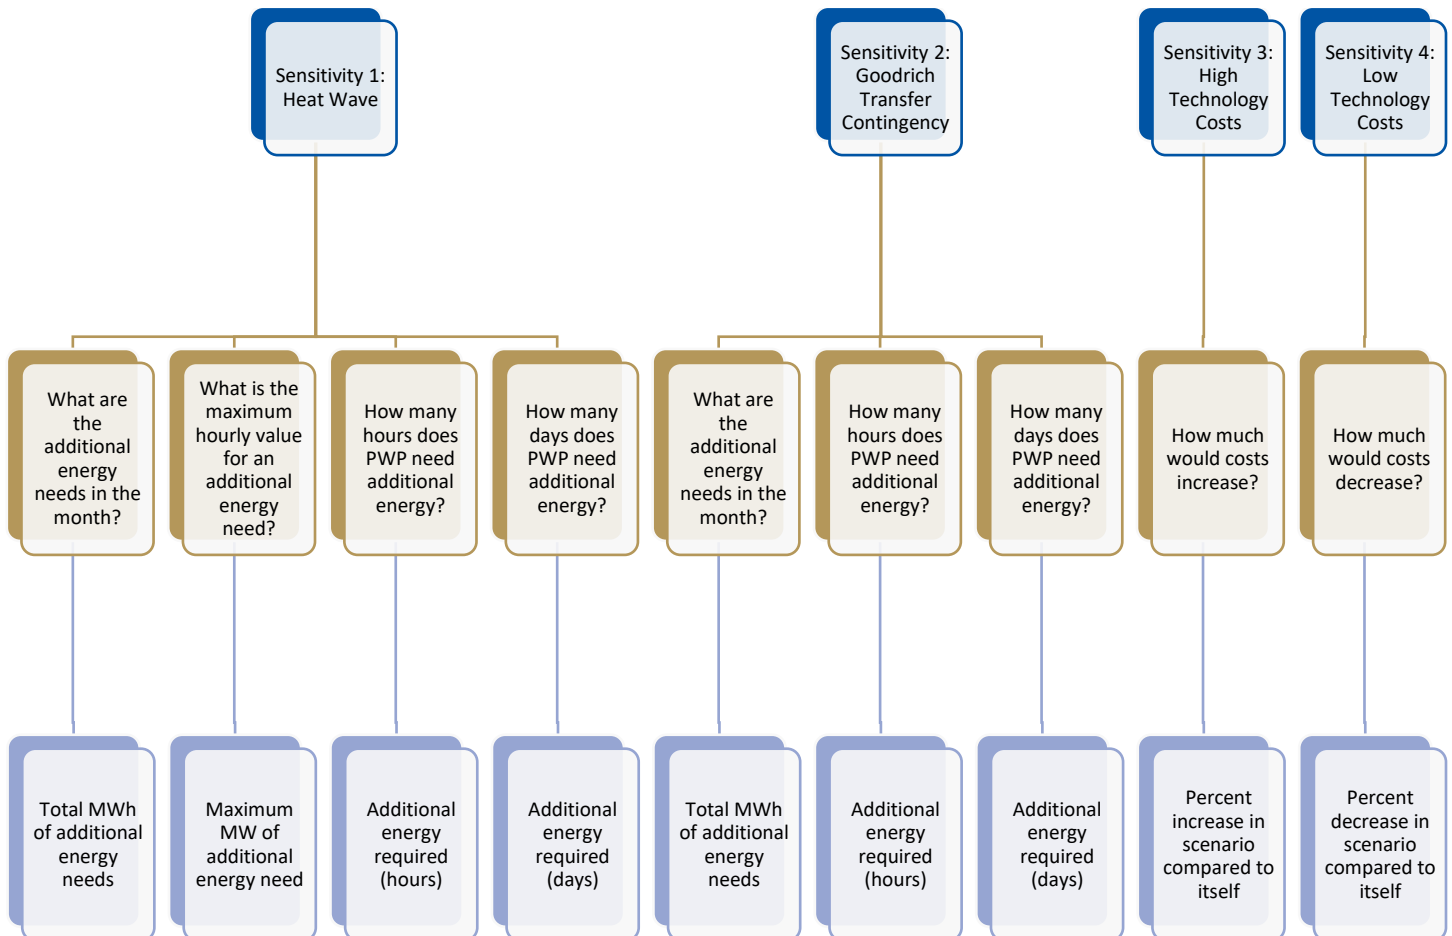 Sensitivity 1:
Heat Wave
Sensitivity 2:
Goodrich
Transfer
Contingency
Sensitivity 3:
High
Technology
Costs
Sensitivity 4:
Low
Technology
Costs
What are
the
additional
energy
needs in the
month?
What is the
maximum
hourly value
for an
additional
energy
need?
How many
hours does
PWP need
additional
energy?
How many
days does
PWP need
additional
energy?
What are
the
additional
energy
needs in the
month?
How many
hours does
PWP need
additional
energy?
How many
days does
PWP need
additional
energy?
How much
would costs
increase?
How much
would costs
decrease?
Total MWh
of additional
energy
needs
Maximum
MW of
additional
energy need
Additional
energy
required
(hours)
Additional
energy
required
(days)
Total MWh
of additional
energy
needs
Additional
energy
required
(hours)
Additional
energy
required
(days)
Percent
increase in
scenario
compared to
itself
Percent
decrease in
scenario
compared to
itself